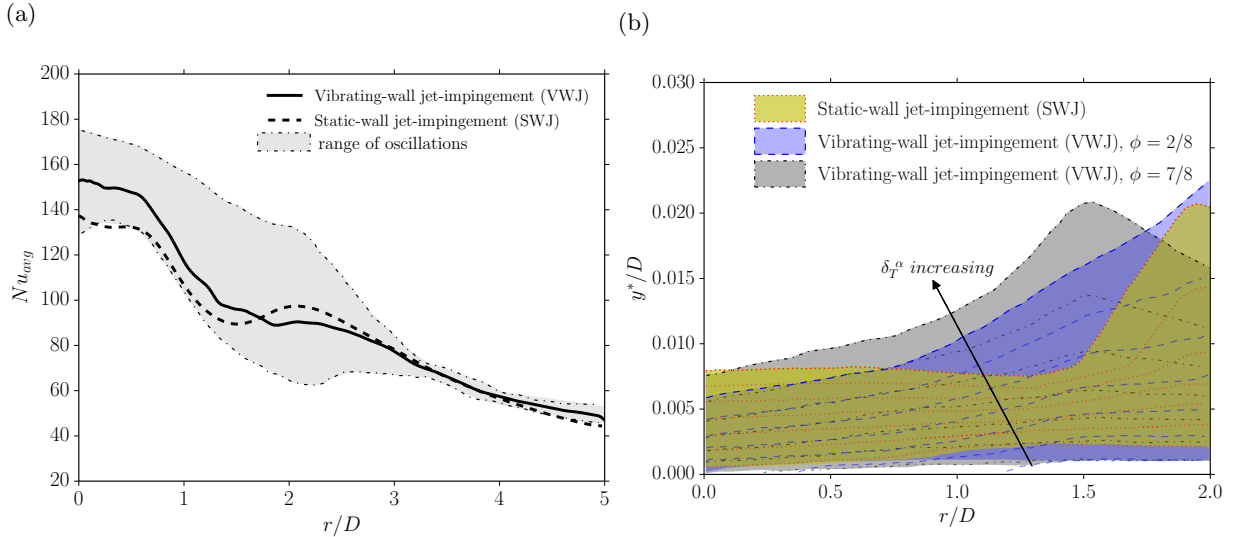 (a)
200
180
160
140
120
100
80
60
40
20
Nu_avg
0 1 2 3 4 5
r/D
Vibrating-wall jet-impingement (VWJ)
Static-wall jet-impingement (SWJ)
range of oscillations
(b)
0.030
0.025
0.020
0.015
0.010
0.005
0.000
y*/D
0.0 0.5 1.0 1.5 2.0
r/D
Static-wall jet-impingement (SWJ)
Vibrating-wall jet-impingement (VWJ), ϕ = 2/8
Vibrating-wall jet-impingement (VWJ), ϕ = 7/8
δ_T^α increasing